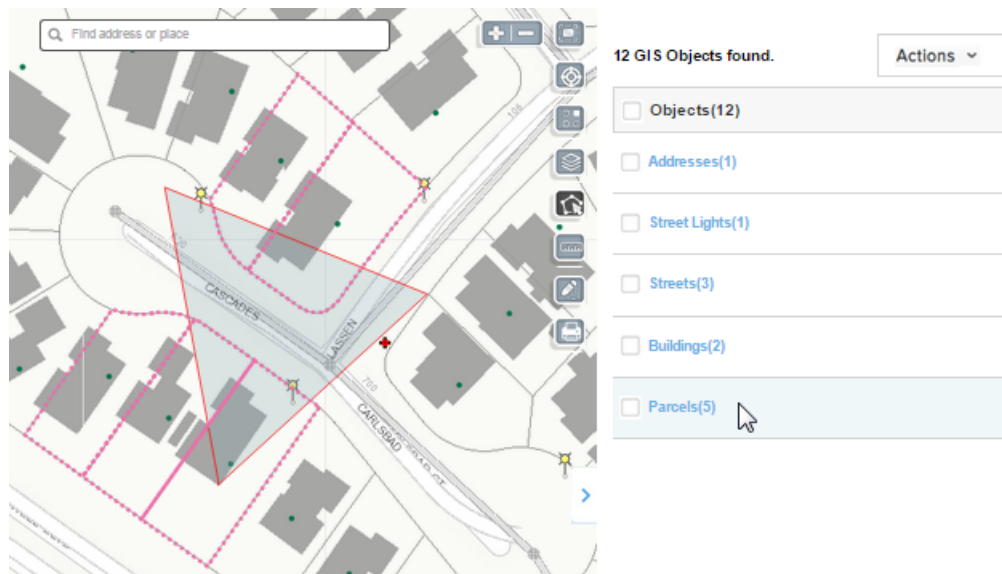 Find address or place
12 GIS Objects found.
Actions
Objects(12)
Addresses(1)
Street Lights(1)
Streets(3)
Buildings(2)
Parcels(5)
106
CASCADES
LASSEN
700
CARLSBAD